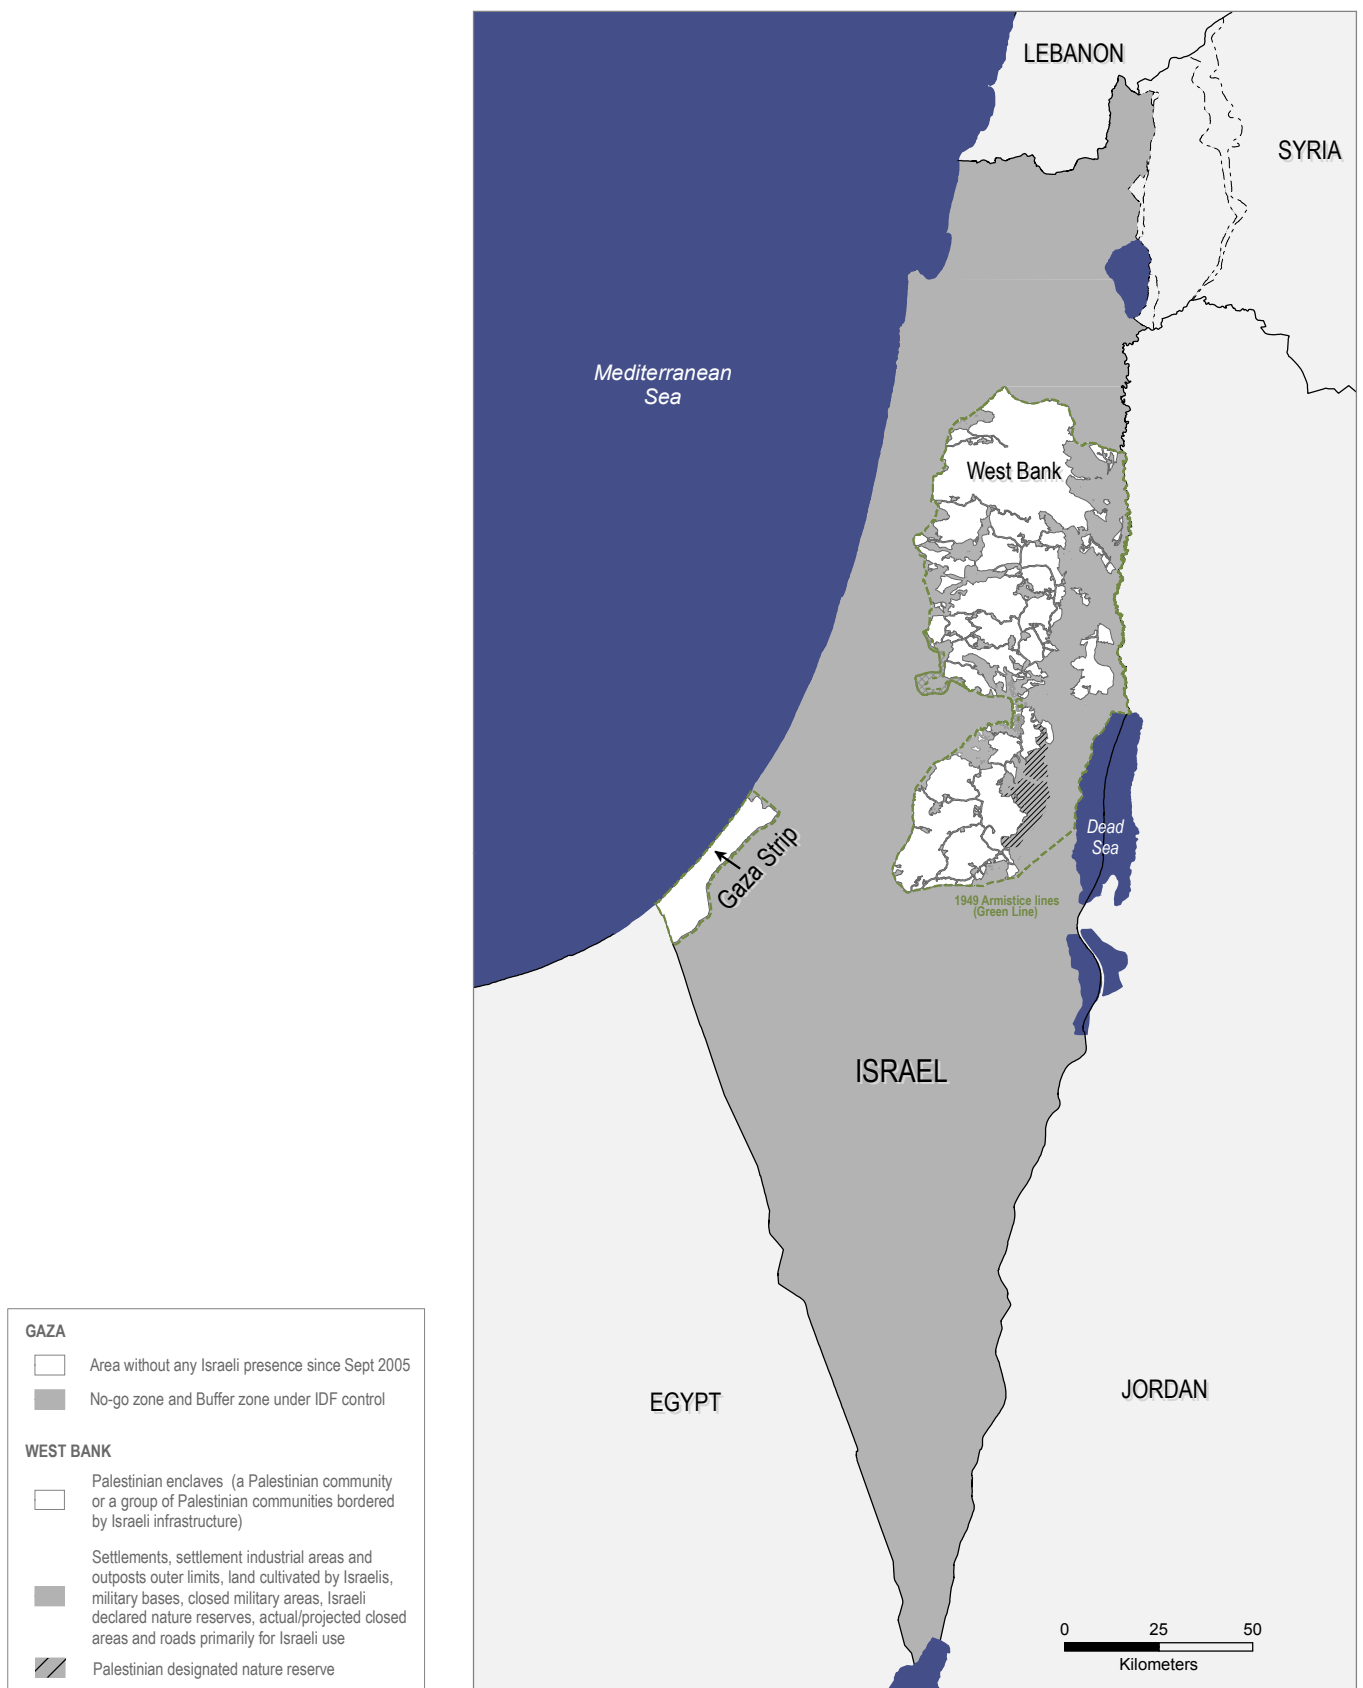 LEBANON
SYRIA
Mediterranean
Sea
West Bank
Gaza Strip
Dead
Sea
1949 Armistice lines
(Green Line)
ISRAEL
EGYPT
JORDAN
0 25 50
Kilometers
GAZA
Area without any Israeli presence since Sept 2005
No-go zone and Buffer zone under IDF control
WEST BANK
Palestinian enclaves (a Palestinian community
or a group of Palestinian communities bordered
by Israeli infrastructure)
Settlements, settlement industrial areas and
outposts outer limits, land cultivated by Israelis,
military bases, closed military areas, Israeli
declared nature reserves, actual/projected closed
areas and roads primarily for Israeli use
Palestinian designated nature reserve